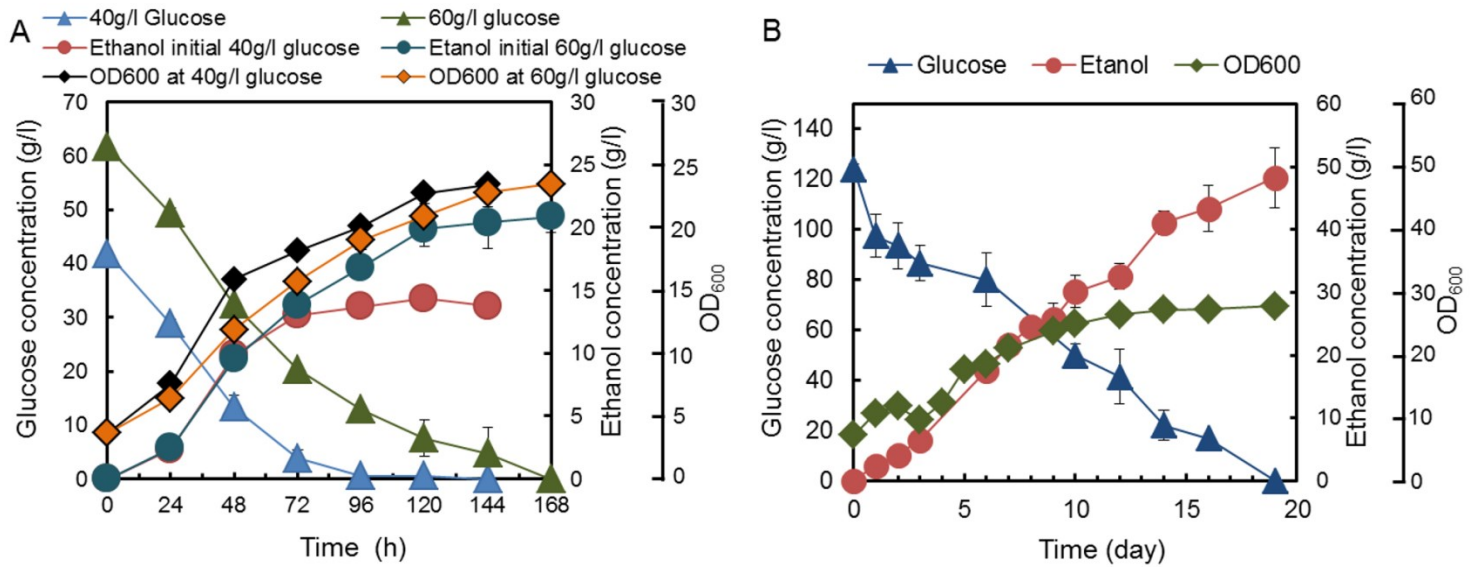 A
40g/l Glucose
60g/l glucose
Ethanol initial 40g/l glucose
Etanol initial 60g/l glucose
OD600 at 40g/l glucose
OD600 at 60g/l glucose
Glucose concentration (g/l)
70
60
50
40
30
20
10
0
0 24 48 72 96 120 144 168
Time (h)
30
25
20
15
10
5
0
Ethanol concentration (g/l)
30
20
10
0
OD600
B
Glucose
Etanol
OD600
Glucose concentration (g/l)
140
120
100
80
60
40
20
0
0 5 10 15 20
Time (day)
60
50
40
30
20
10
0
Ethanol concentration (g/l)
60
50
40
30
20
10
0
OD600